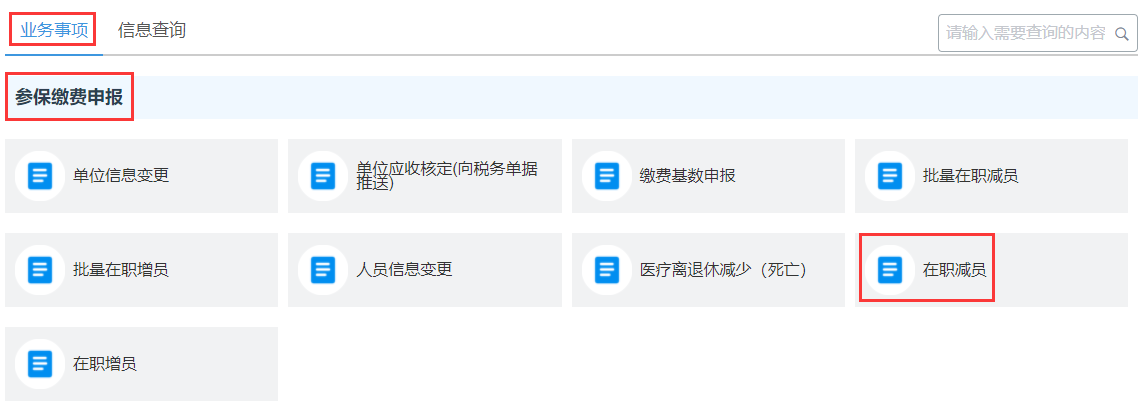 业务事项
信息查询
请输入需要查询的内容
参保缴费申报
单位信息变更
单位应收核定(向税务单据
推送)
缴费基数申报
批量在职减员
批量在职增员
人员信息变更
医疗离退休减少（死亡）
在职减员
在职增员